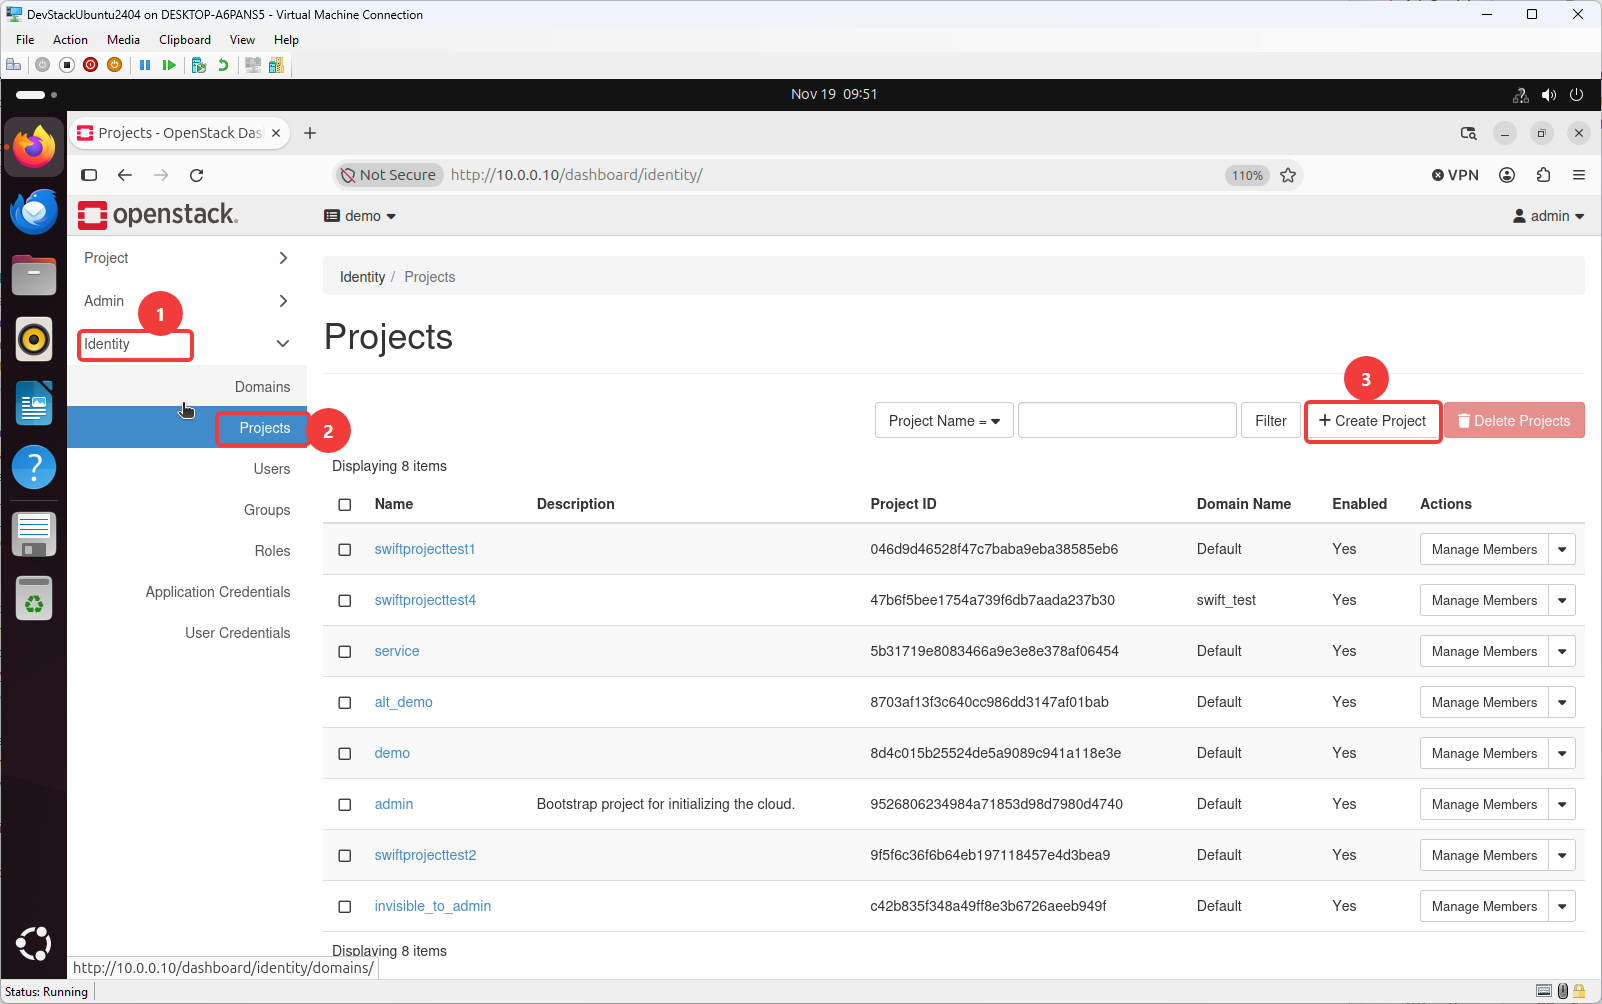 DevStackUbuntu2404 on DESKTOP-A6PANS5 - Virtual Machine Connection
File Action Media Clipboard View Help
Nov 19 09:51
Projects - OpenStack Das
Not Secure http://10.0.0.10/dashboard/identity/ 110% VPN
openstack. demo admin
Project
Admin
1
Identity
Domains
Projects
2
Users
Groups
Roles
Application Credentials
User Credentials
Identity / Projects
Projects
3
Project Name = Filter + Create Project Delete Projects
Displaying 8 items
Name Description Project ID Domain Name Enabled Actions
swiftprojecttest1 046d9d46528f47c7baba9eba38585eb6 Default Yes Manage Members
swiftprojecttest4 47b6f5bee1754a739f6db7aada237b30 swift_test Yes Manage Members
service 5b31719e8083466a9e3e8e378af06454 Default Yes Manage Members
alt_demo 8703af13f3c640cc986dd3147af01bab Default Yes Manage Members
demo 8d4c015b25524de5a9089c941a118e3e Default Yes Manage Members
admin Bootstrap project for initializing the cloud. 9526806234984a71853d98d7980d4740 Default Yes Manage Members
swiftprojecttest2 9f5f6c36f6b64eb197118457e4d3bea9 Default Yes Manage Members
invisible_to_admin c42b835f348a49ff8e3b6726aeeb949f Default Yes Manage Members
Displaying 8 items
http://10.0.0.10/dashboard/identity/domains/
Status: Running